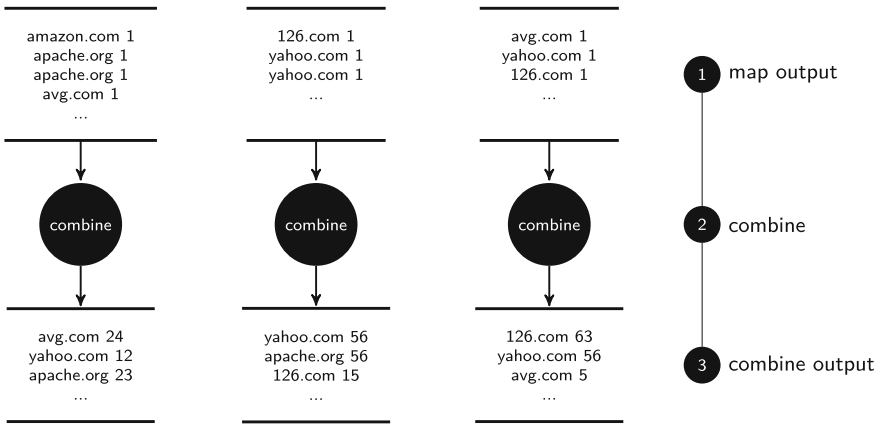 amazon.com 1
apache.org 1
apache.org 1
avg.com 1
...
126.com 1
yahoo.com 1
yahoo.com 1
...
avg.com 1
yahoo.com 1
126.com 1
...
1 map output
combine
combine
combine
2 combine
avg.com 24
yahoo.com 12
apache.org 23
...
yahoo.com 56
apache.org 56
126.com 15
...
126.com 63
yahoo.com 56
avg.com 5
...
3 combine output